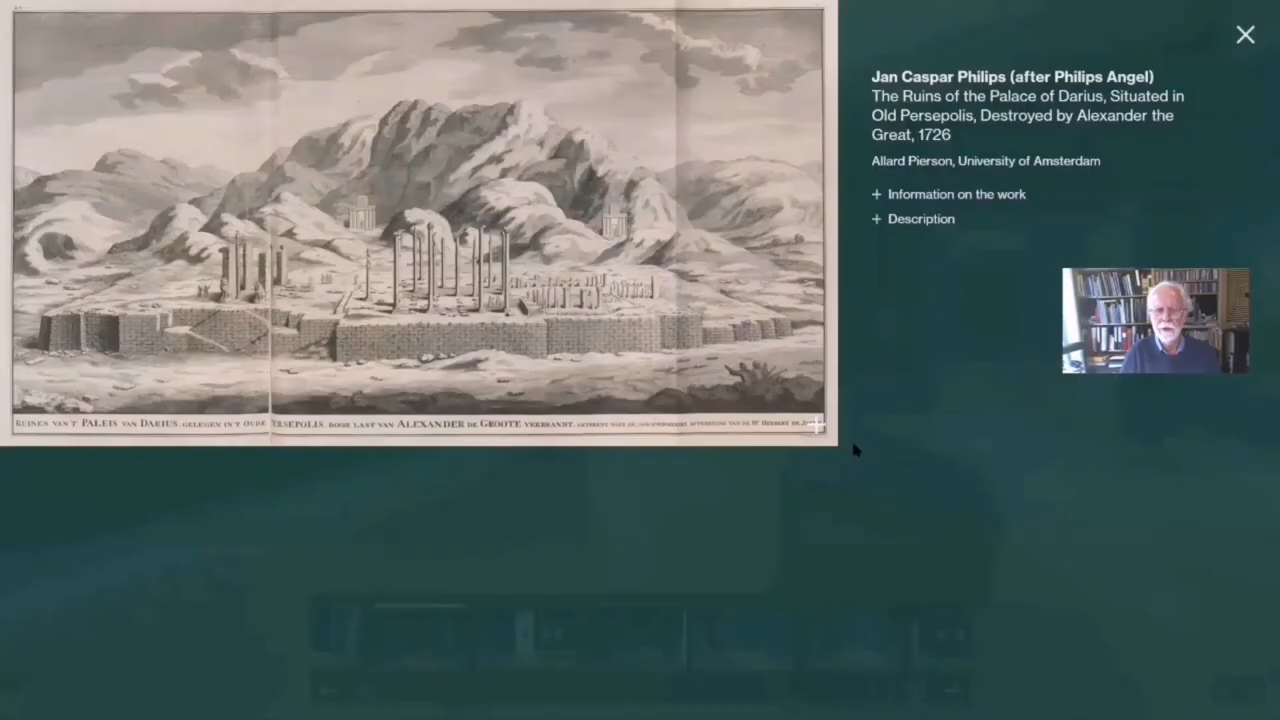 Jan Caspar Philips (after Philips Angel)
The Ruins of the Palace of Darius, Situated in
Old Persepolis, Destroyed by Alexander the
Great, 1726
Allard Pierson, University of Amsterdam
+ Information on the work
+ Description
RUINEN VAN'T PALEIS VAN DARIUS, GELEGEN IN'T OUDE PERSEPOLIS, DOOR LAST VAN ALEXANDER DE GROOTE VERBRANDT.